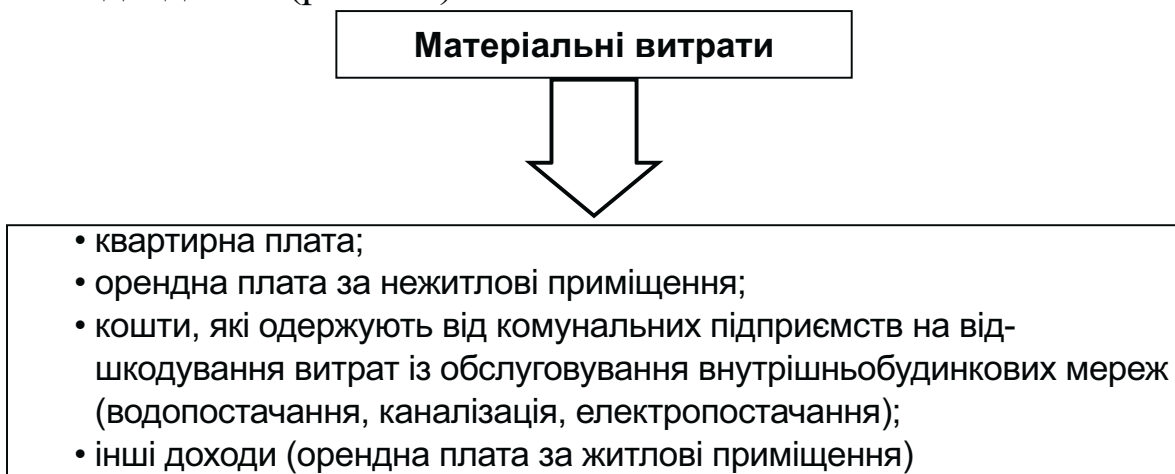 Матеріальні витрати
• квартирна плата;
• орендна плата за нежитлові приміщення;
• кошти, які одержують від комунальних підприємств на від-
шкодування витрат із обслуговування внутрішньобудинкових мереж
(водопостачання, каналізація, електропостачання);
• інші доходи (орендна плата за житлові приміщення)